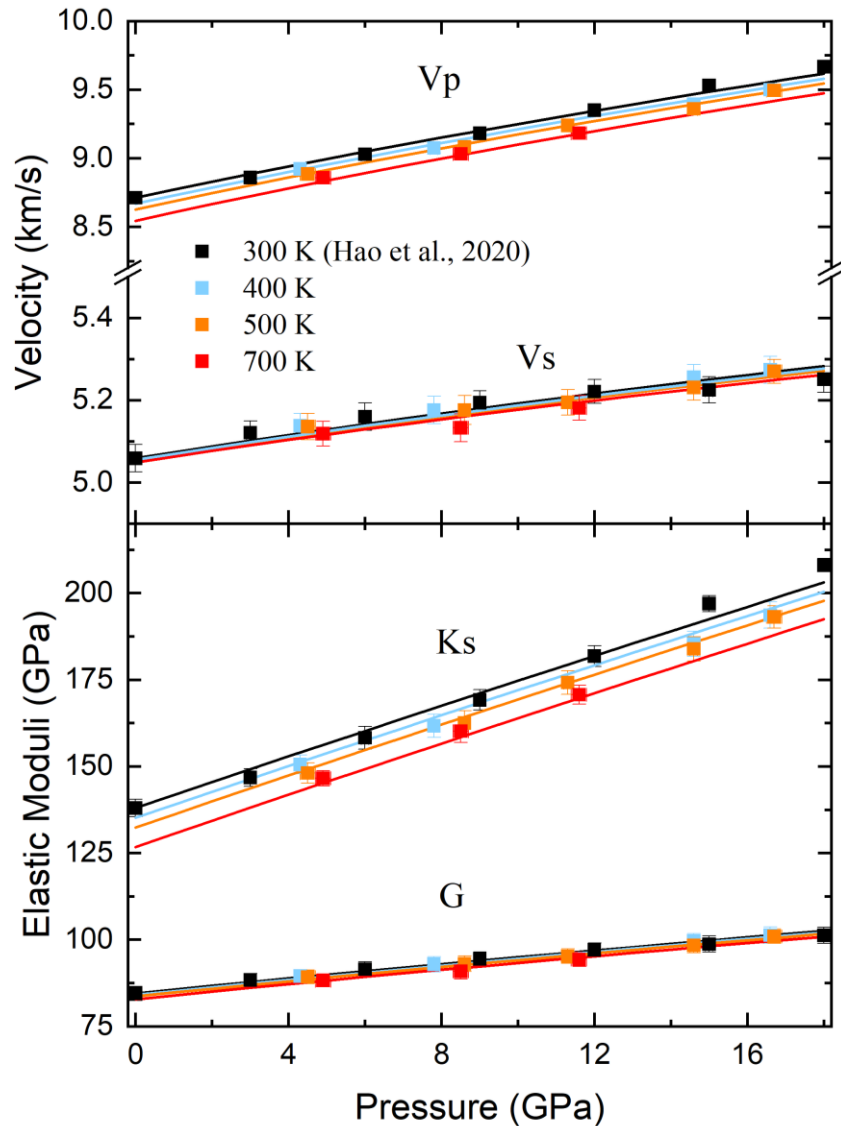 10.0
Vp
9.5
9.0
8.5
Velocity (km/s)
300 K (Hao et al., 2020)
400 K
500 K
700 K
5.4
Vs
5.2
5.0
200
Ks
175
150
125
Elastic Moduli (GPa)
G
100
75
0 4 8 12 16
Pressure (GPa)